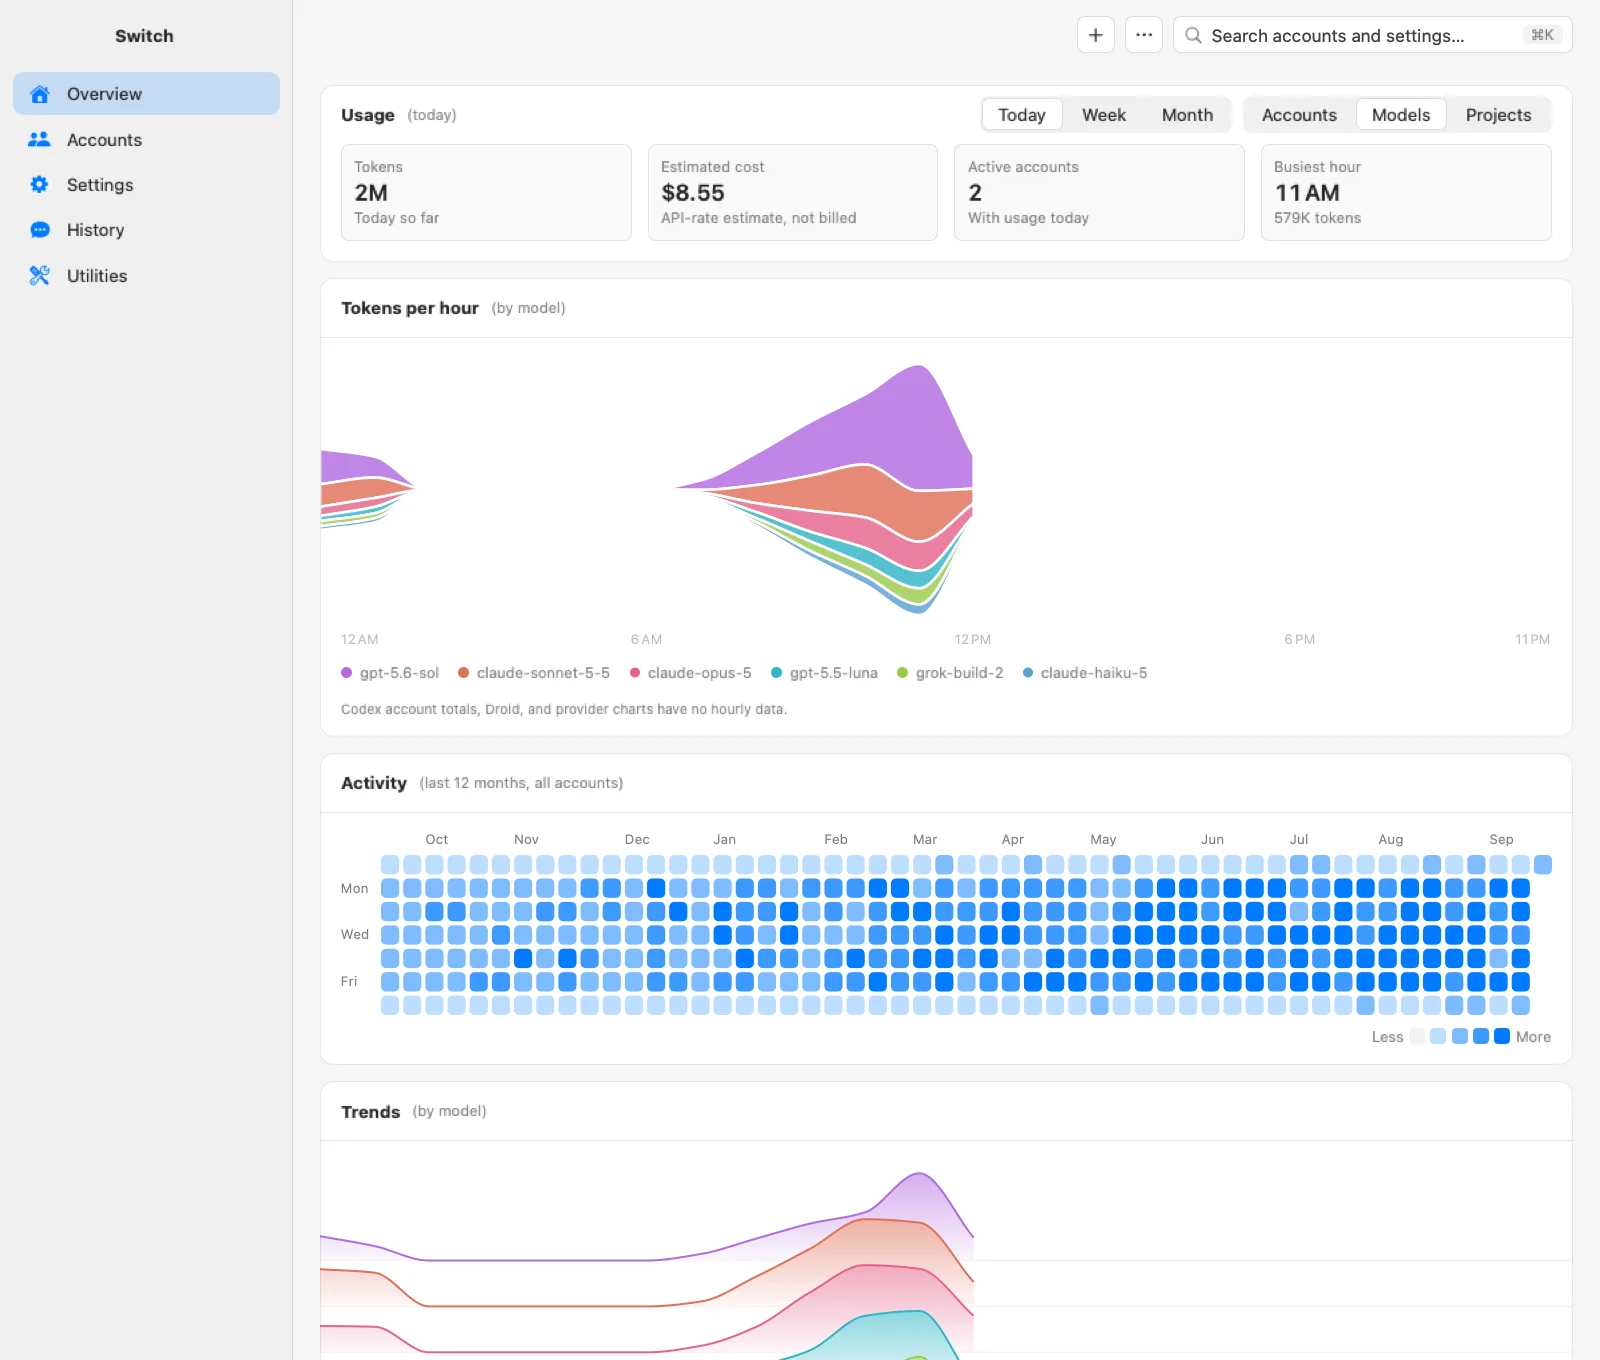 Switch
Search accounts and settings... ⌘K
Overview
Accounts
Settings
History
Utilities
Usage (today)
Today Week Month Accounts Models Projects
Tokens
2M
Today so far
Estimated cost
$8.55
API-rate estimate, not billed
Active accounts
2
With usage today
Busiest hour
11 AM
579K tokens
Tokens per hour (by model)
12 AM 6 AM 12 PM 6 PM 11 PM
gpt-5.6-sol claude-sonnet-5-5 claude-opus-5 gpt-5.5-luna grok-build-2 claude-haiku-5
Codex account totals, Droid, and provider charts have no hourly data.
Activity (last 12 months, all accounts)
Oct Nov Dec Jan Feb Mar Apr May Jun Jul Aug Sep
Mon
Wed
Fri
Less More
Trends (by model)